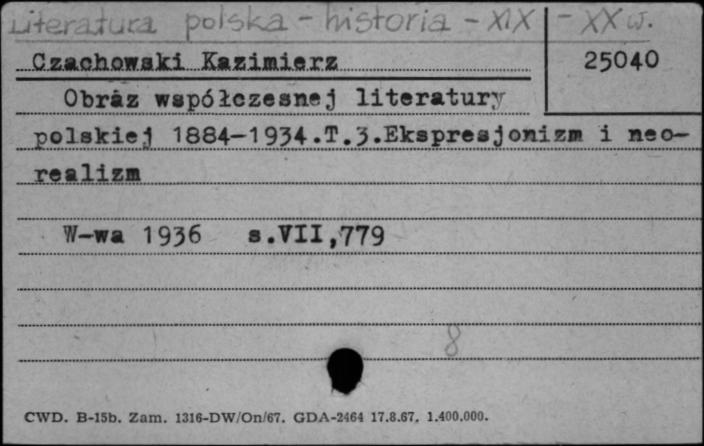 Literatura polska - historia - XIX - XX w.
Czachowski Kazimierz
25040
Obraz współczesnej literatury
polskiej 1884-1934.T.3.Ekspresjonizm i neo-
realizm
W-wa 1936 s.VII,779
8
CWD. B-15b. Zam. 1316-DW/On/67. GDA-2464 17.8.67. 1.400.000.